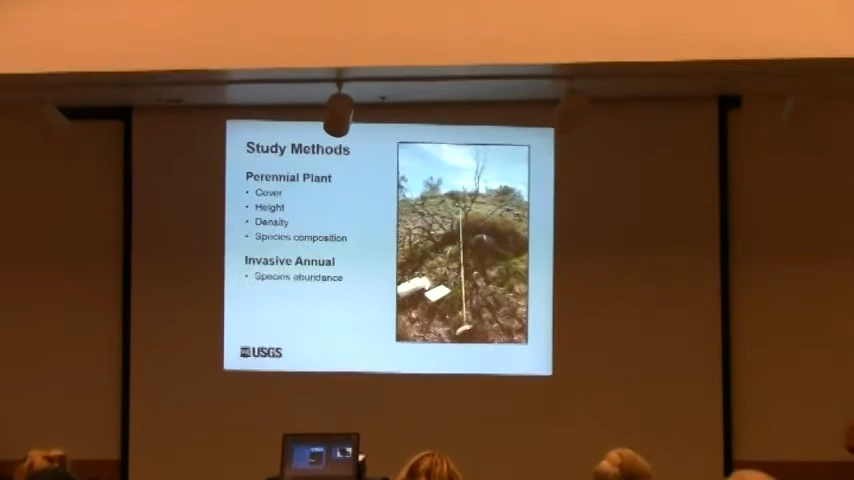 Study Methods
Perennial Plant
• Cover
• Height
• Density
• Species composition
Invasive Annual
• Species abundance
USGS